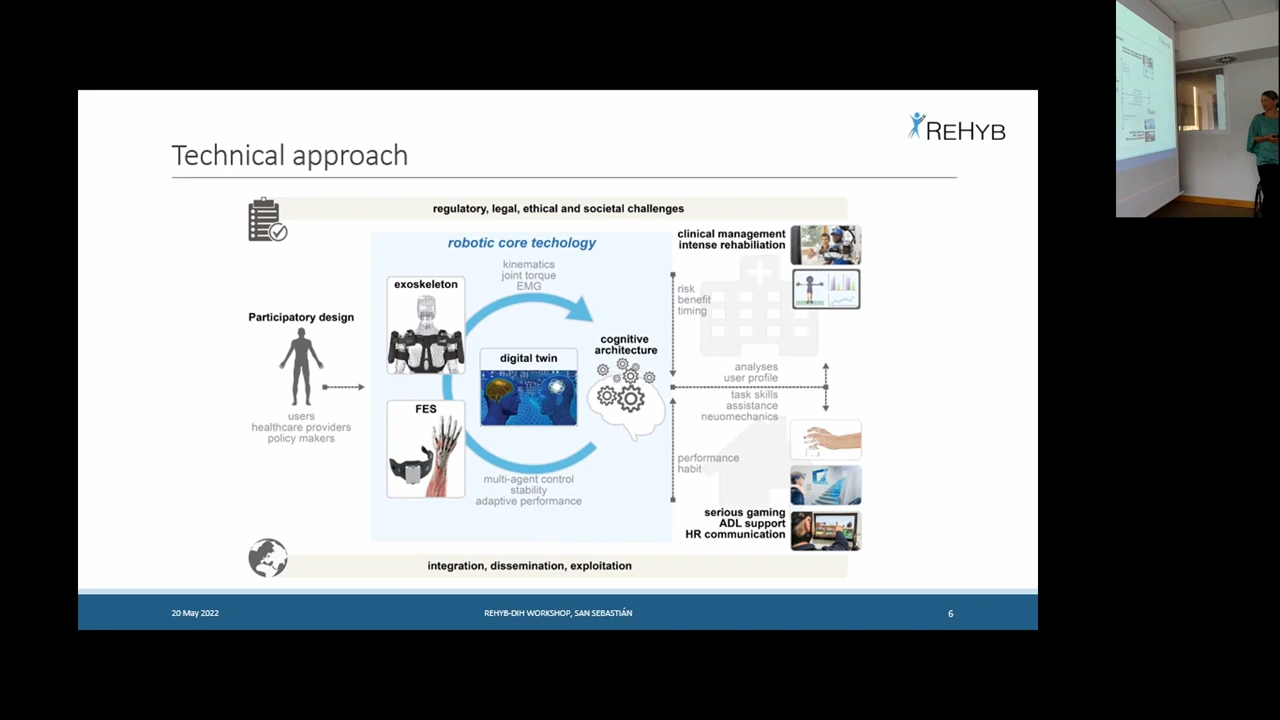 REHYB
Technical approach
regulatory, legal, ethical and societal challenges
robotic core techology
clinical management
intense rehabiliation
kinematics
joint torque
EMG
exoskeleton
risk
benefit
timing
Participatory design
cognitive
architecture
digital twin
analyses
user profile
task skills
assistance
neuomechanics
FES
users
healthcare providers
policy makers
performance
habit
multi-agent control
stability
adaptive performance
serious gaming
ADL support
HR communication
integration, dissemination, exploitation
20 May 2022
REHYB-DIH WORKSHOP, SAN SEBASTIÁN
6